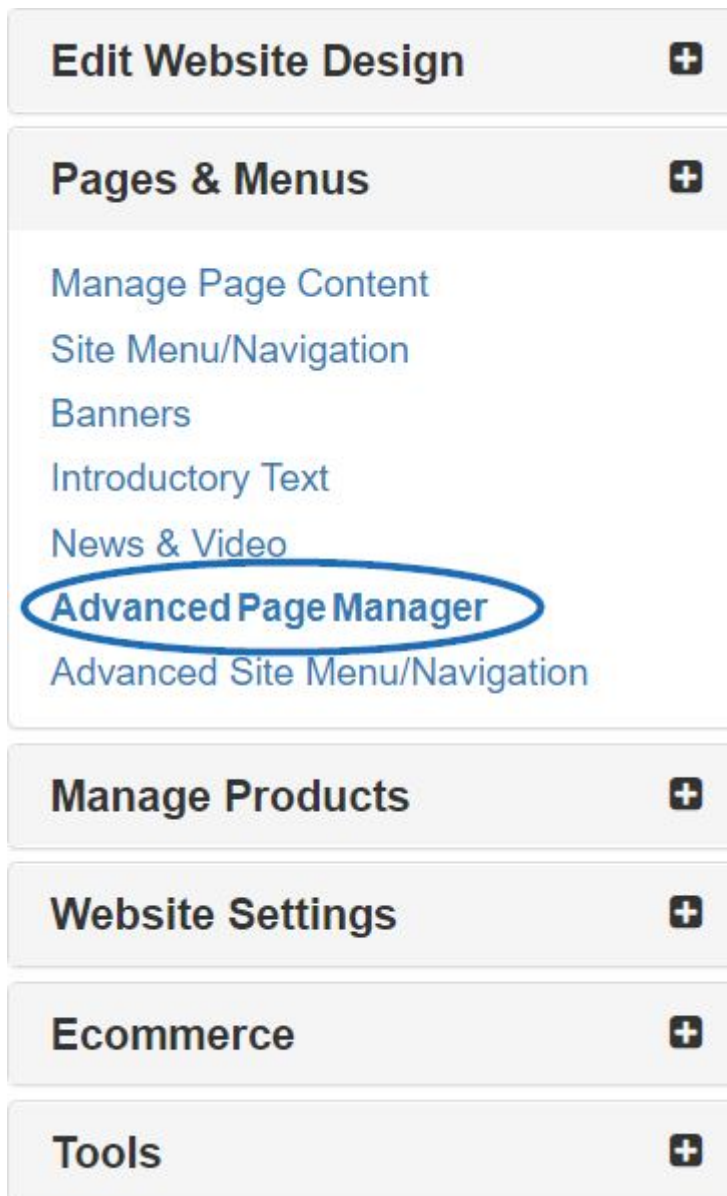 Edit Website Design
Pages & Menus
Manage Page Content
Site Menu/Navigation
Banners
Introductory Text
News & Video
Advanced Page Manager
Advanced Site Menu/Navigation
Manage Products
Website Settings
Ecommerce
Tools